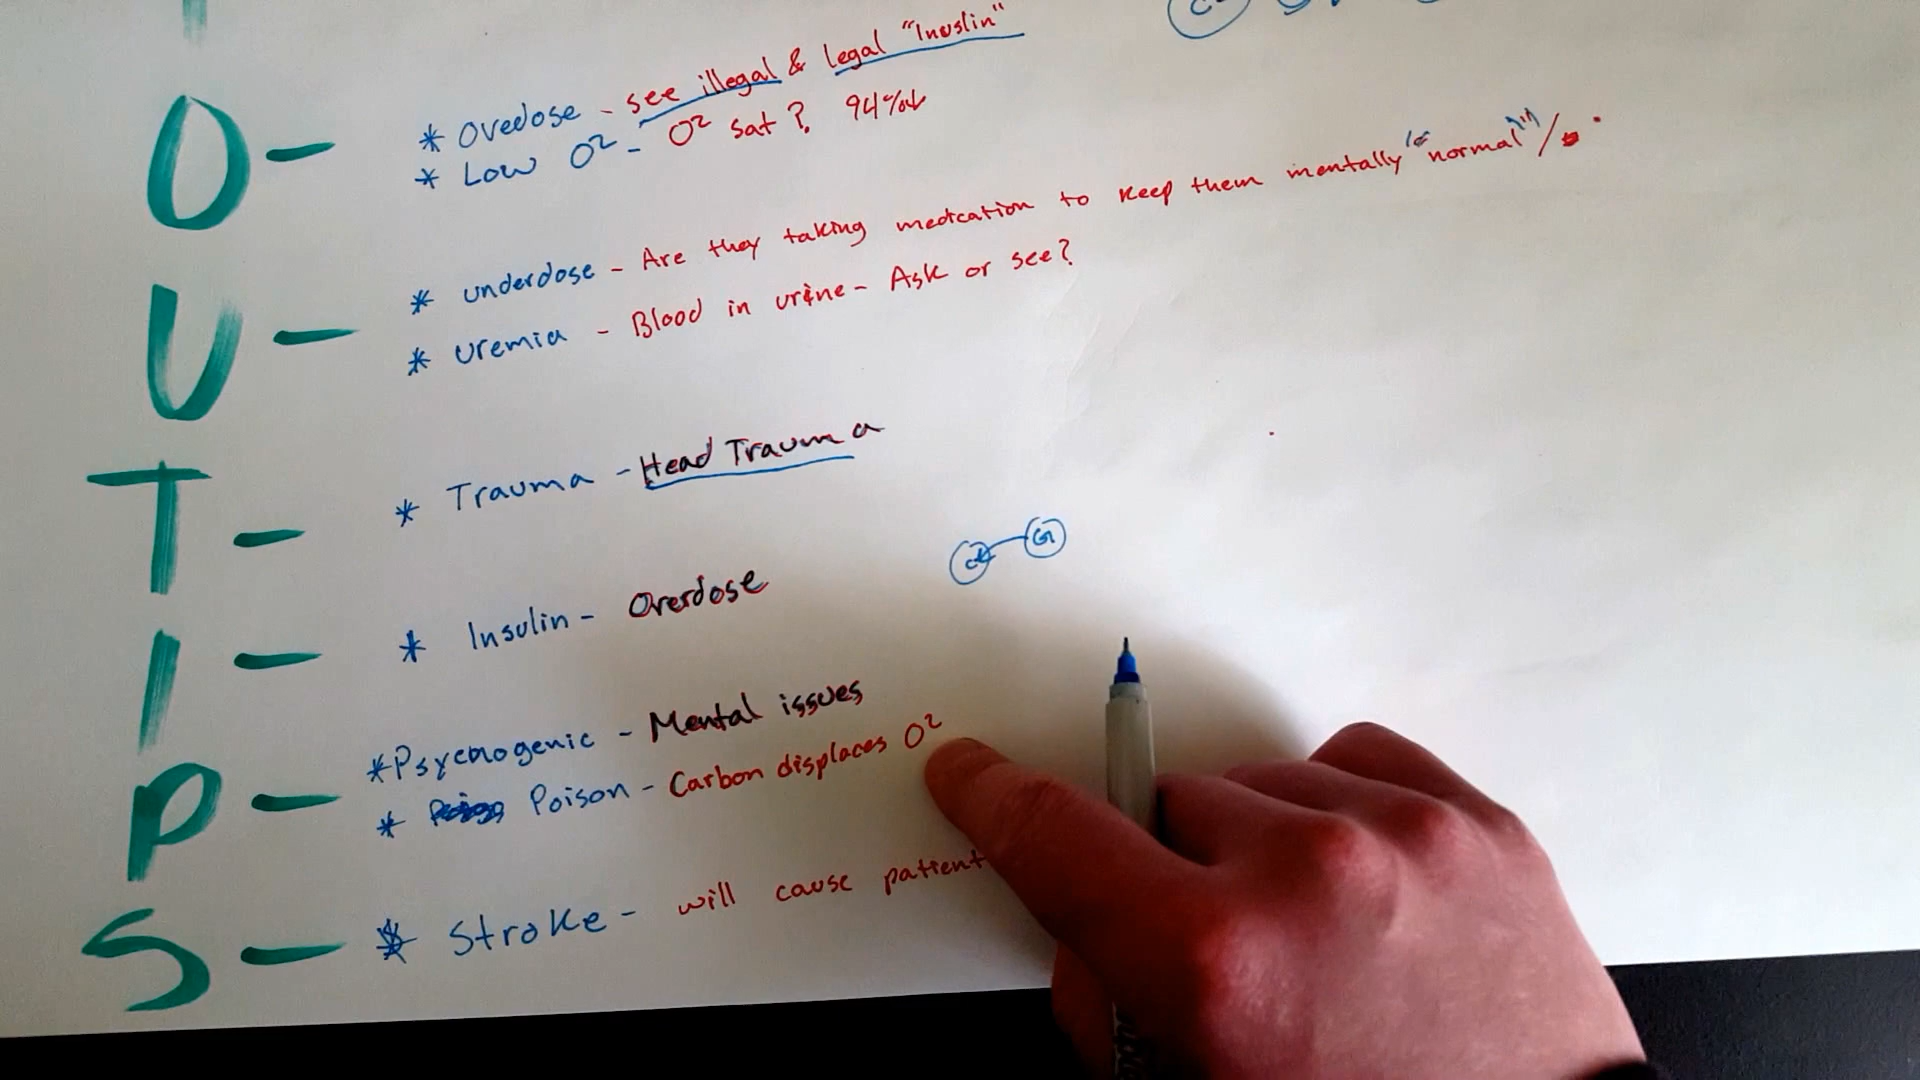 O- * ovedose - see illegal & legal "Inuslin"
* Low O² - O² sat? 94%↓
U- * underdose - Are they taking medication to keep them mentally "normal"/
* uremia - Blood in urine - Ask or see?
T- * Trauma - Head Trauma
I- * Insulin - Overdose
P- *Psychogenic - Mental issues
* Poison - Carbon displaces O²
S- * Stroke - will cause patient